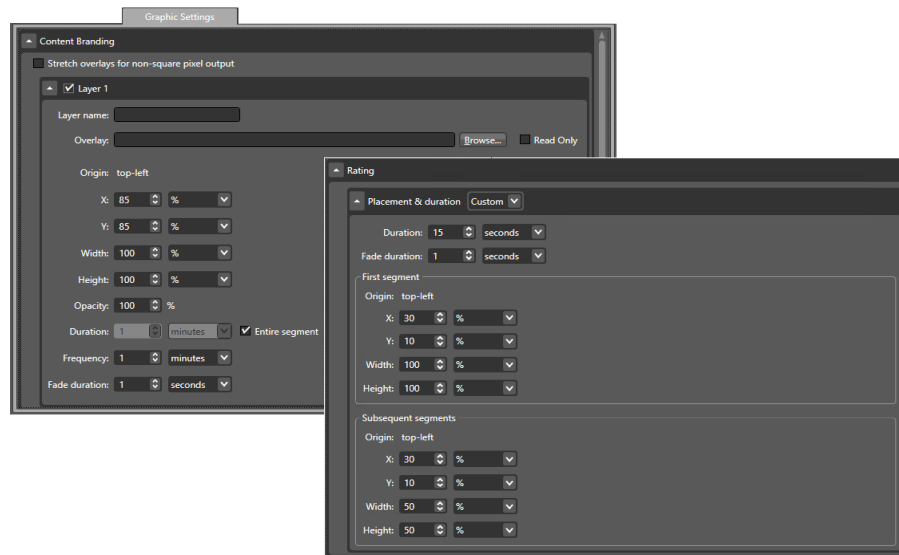 Graphic Settings
Content Branding
Stretch overlays for non-square pixel output
Layer 1
Layer name:
Overlay: Browse... Read Only
Origin: top-left
X: 85 %
Y: 85 %
Width: 100 %
Height: 100 %
Opacity: 100 %
Duration: 1 minutes Entire segment
Frequency: 1 minutes
Fade duration: 1 seconds
Rating
Placement & duration Custom
Duration: 15 seconds
Fade duration: 1 seconds
First segment
Origin: top-left
X: 30 %
Y: 10 %
Width: 100 %
Height: 100 %
Subsequent segments
Origin: top-left
X: 30 %
Y: 10 %
Width: 50 %
Height: 50 %